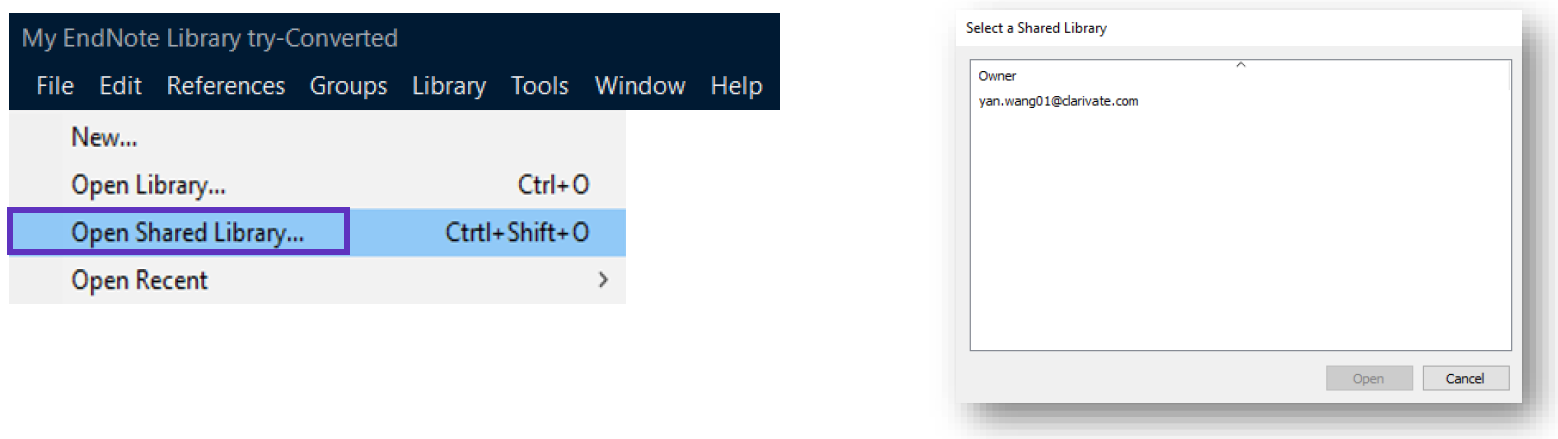 My EndNote Library try-Converted
File Edit References Groups Library Tools Window Help
New...
Open Library... Ctrl+O
Open Shared Library... Ctrtl+Shift+O
Open Recent
Select a Shared Library
Owner
yan.wang01@clarivate.com
Open Cancel